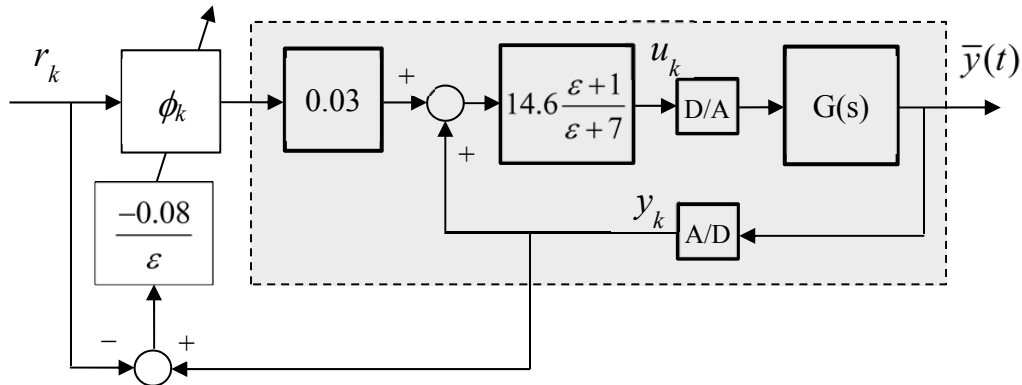 r_k
ϕ_k
0.03
+
+
14.6 (ε+1)/(ε+7)
u_k
D/A
G(s)
ȳ(t)
−0.08/ε
y_k
A/D
−
+